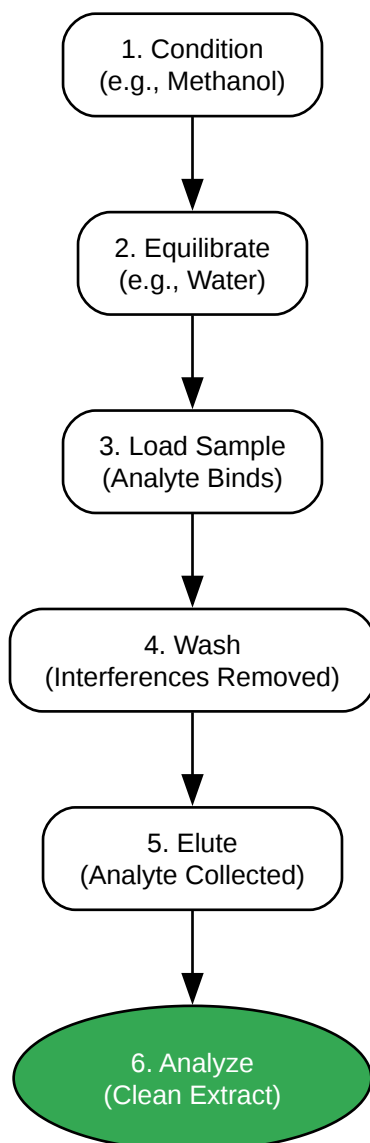 1. Condition
(e.g., Methanol)
2. Equilibrate
(e.g., Water)
3. Load Sample
(Analyte Binds)
4. Wash
(Interferences Removed)
5. Elute
(Analyte Collected)
6. Analyze
(Clean Extract)